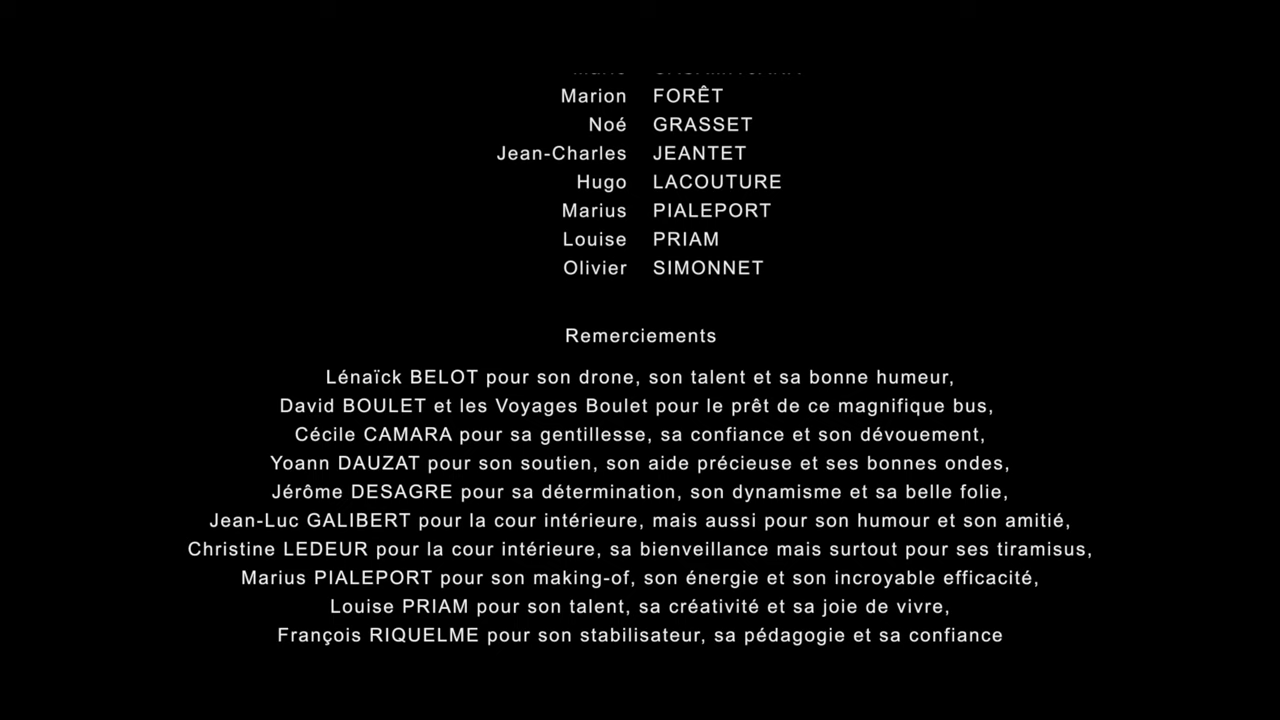 Marion FORÊT
Noé GRASSET
Jean-Charles JEANTET
Hugo LACOUTURE
Marius PIALEPORT
Louise PRIAM
Olivier SIMONNET
Remerciements
Lénaïck BELOT pour son drone, son talent et sa bonne humeur,
David BOULET et les Voyages Boulet pour le prêt de ce magnifique bus,
Cécile CAMARA pour sa gentillesse, sa confiance et son dévouement,
Yoann DAUZAT pour son soutien, son aide précieuse et ses bonnes ondes,
Jérôme DESAGRE pour sa détermination, son dynamisme et sa belle folie,
Jean-Luc GALIBERT pour la cour intérieure, mais aussi pour son humour et son amitié,
Christine LEDEUR pour la cour intérieure, sa bienveillance mais surtout pour ses tiramisus,
Marius PIALEPORT pour son making-of, son énergie et son incroyable efficacité,
Louise PRIAM pour son talent, sa créativité et sa joie de vivre,
François RIQUELME pour son stabilisateur, sa pédagogie et sa confiance